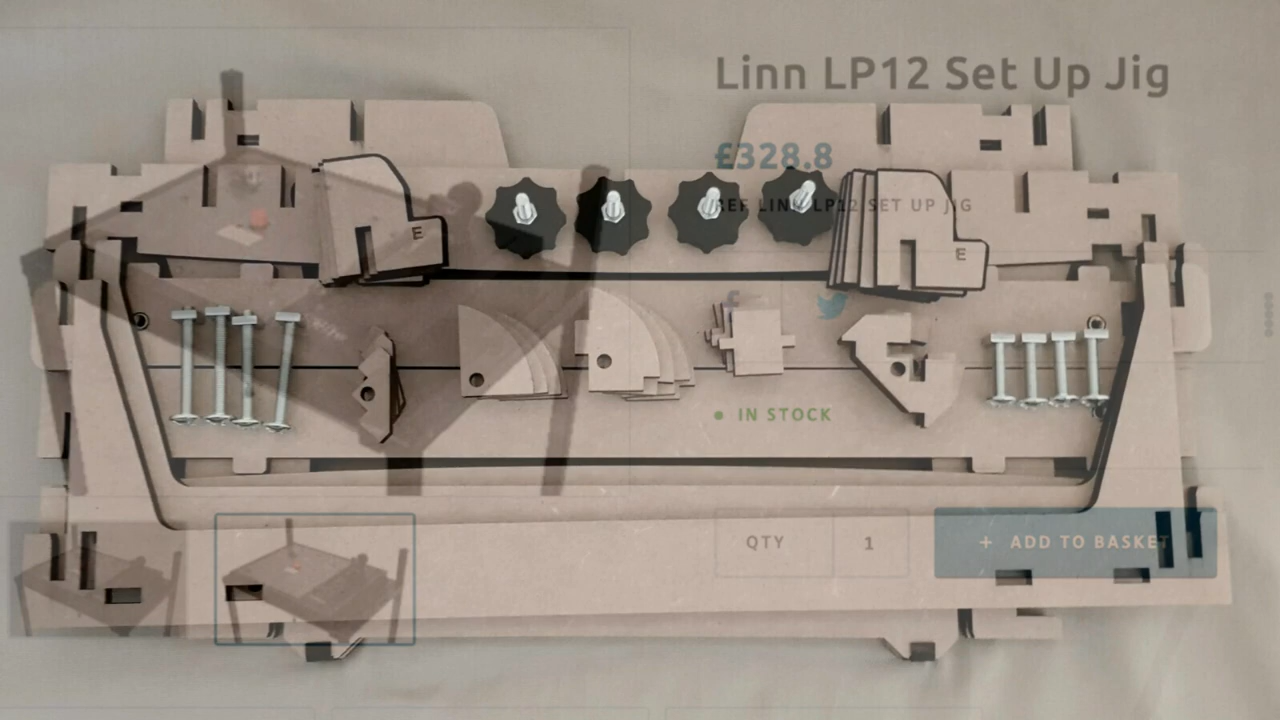 Linn LP12 Set Up Jig
£328.8
REF LINN LP12 SET UP JIG
E
E
IN STOCK
QTY 1
+ ADD TO BASKET